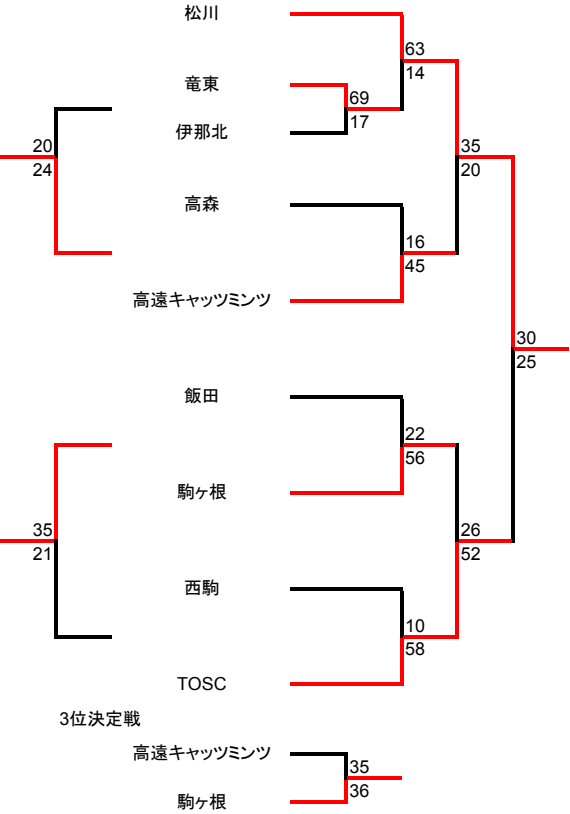 松川
63
14
竜東
69
17
伊那北
20
24
35
20
高森
16
45
高遠キャッツミンツ
30
25
飯田
22
56
駒ヶ根
35
21
26
52
西駒
10
58
TOSC
3位決定戦
高遠キャッツミンツ
35
36
駒ヶ根